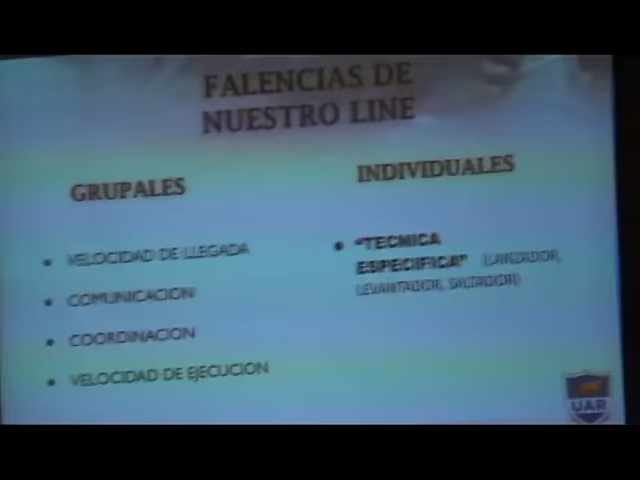 FALENCIAS DE
NUESTRO LINE
GRUPALES
• VELOCIDAD DE LLEGADA
• COMUNICACION
• COORDINACION
• VELOCIDAD DE EJECUCION
INDIVIDUALES
• "TECNICA
ESPECIFICA" (LANZADOR,
LEVANTADOR, SALTADOR)
UAR